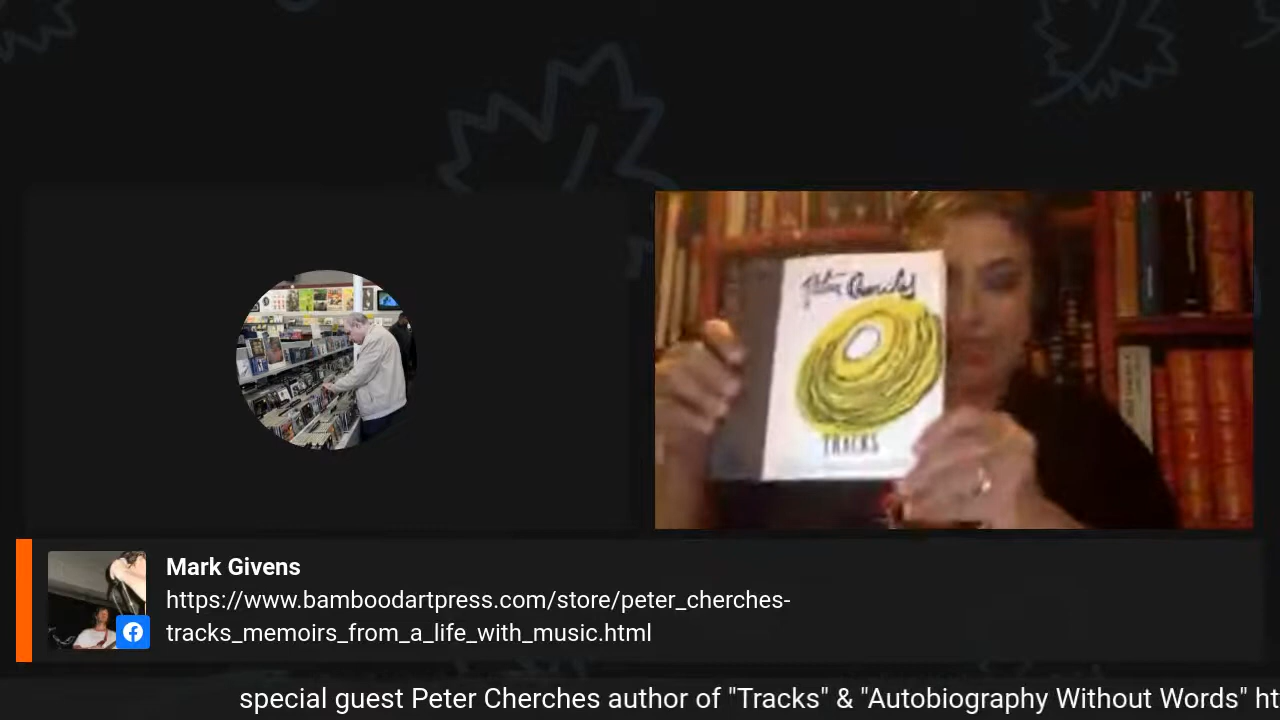 Peter Cherches
TRACKS
Mark Givens
https://www.bamboodartpress.com/store/peter_cherches-
tracks_memoirs_from_a_life_with_music.html
special guest Peter Cherches author of "Tracks" & "Autobiography Without Words" ht